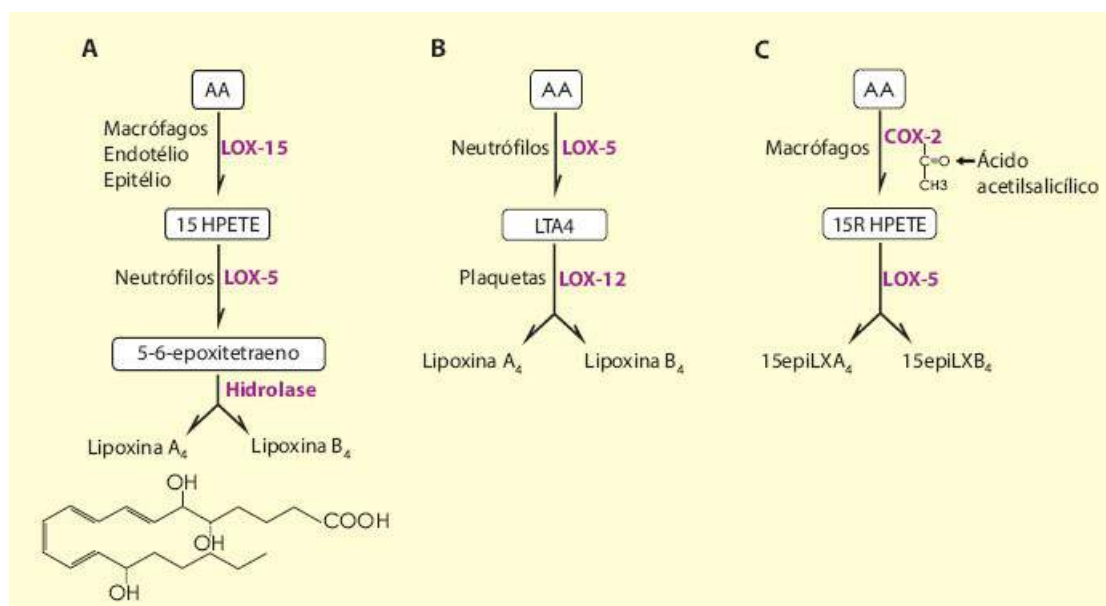 A
AA
Macrófagos
Endotélio
Epitélio
LOX-15
15 HPETE
Neutrófilos
LOX-5
5-6-epoxitetraeno
Hidrolase
Lipoxina A₄
Lipoxina B₄
OH
COOH
OH
OH
B
AA
Neutrófilos
LOX-5
LTA4
Plaquetas
LOX-12
Lipoxina A₄
Lipoxina B₄
C
AA
Macrófagos
COX-2
C=O
CH3
Ácido
acetilsalicílico
15R HPETE
LOX-5
15epiLXA₄
15epiLXB₄